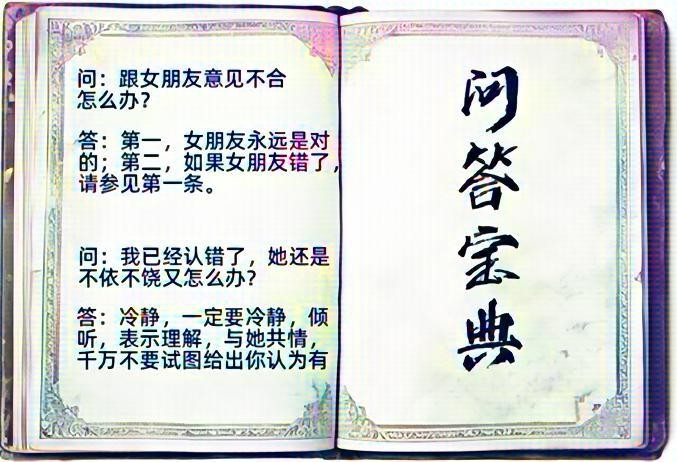 问：跟女朋友意见不合
怎么办？
答：第一，女朋友永远是对
的；第二，如果女朋友错了，
请参见第一条。
问：我已经认错了，她还是
不依不饶又怎么办？
答：冷静，一定要冷静，倾
听，表示理解，与她共情，
千万不要试图给出你认为有
问答宝典